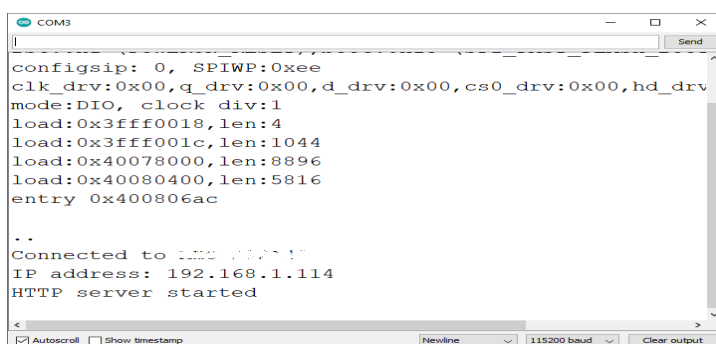 COM3
Send
configsip: 0, SPIWP:0xee
clk_drv:0x00,q_drv:0x00,d_drv:0x00,cs0_drv:0x00,hd_drv
mode:DIO, clock div:1
load:0x3fff0018,len:4
load:0x3fff001c,len:1044
load:0x40078000,len:8896
load:0x40080400,len:5816
entry 0x400806ac
..
Connected to
IP address: 192.168.1.114
HTTP server started
Autoscroll Show timestamp Newline 115200 baud Clear output